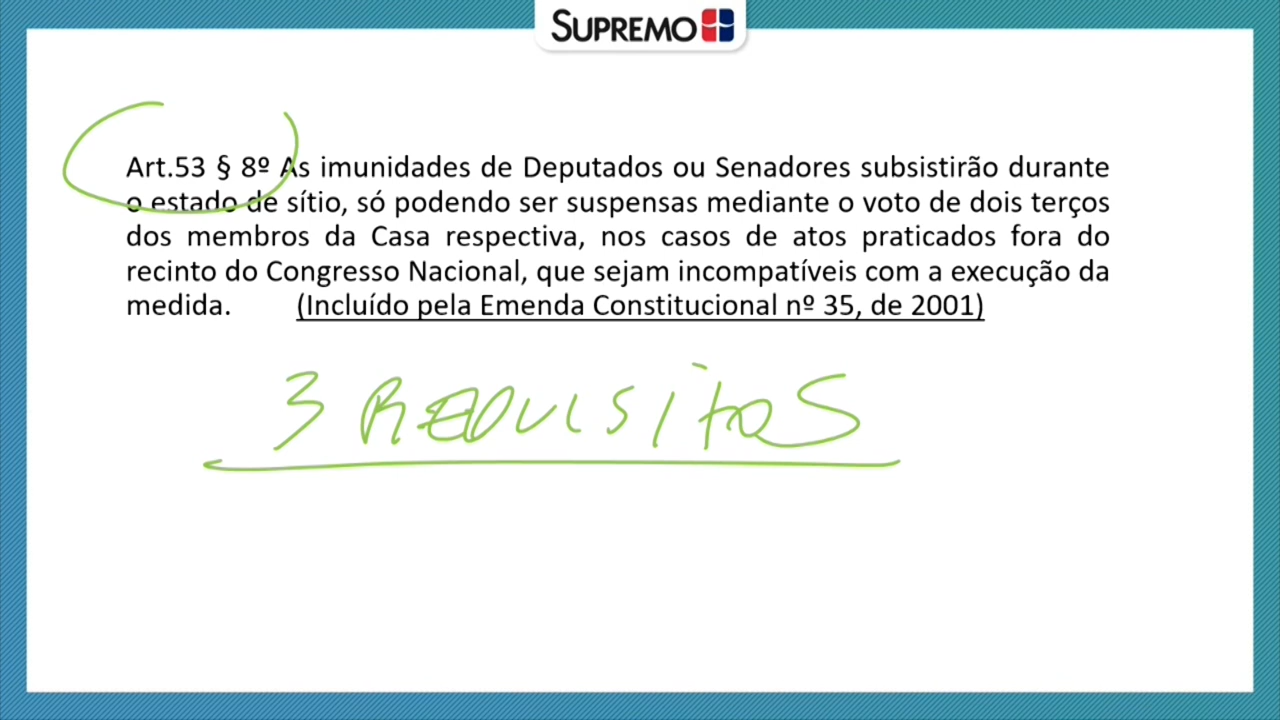 SUPREMO
Art.53 § 8º As imunidades de Deputados ou Senadores subsistirão durante
o estado de sítio, só podendo ser suspensas mediante o voto de dois terços
dos membros da Casa respectiva, nos casos de atos praticados fora do
recinto do Congresso Nacional, que sejam incompatíveis com a execução da
medida. (Incluído pela Emenda Constitucional nº 35, de 2001)
3 REQUISITOS